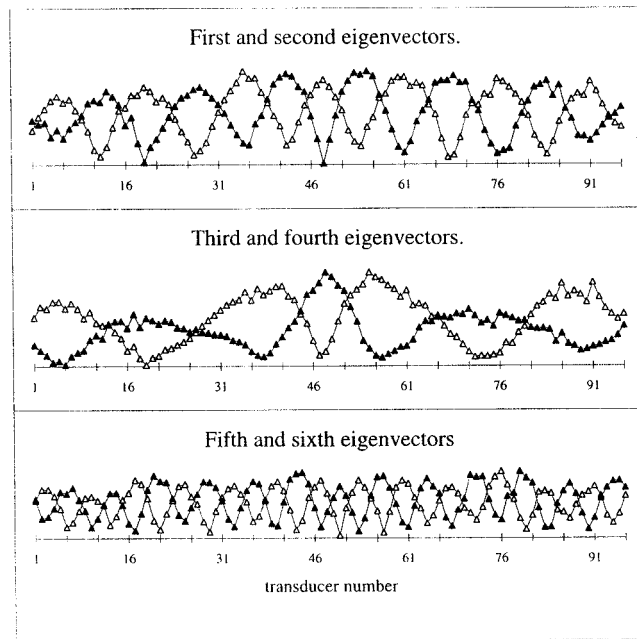 First and second eigenvectors.
1 16 31 46 61 76 91
Third and fourth eigenvectors.
1 16 31 46 61 76 91
Fifth and sixth eigenvectors
1 16 31 46 61 76 91
transducer number